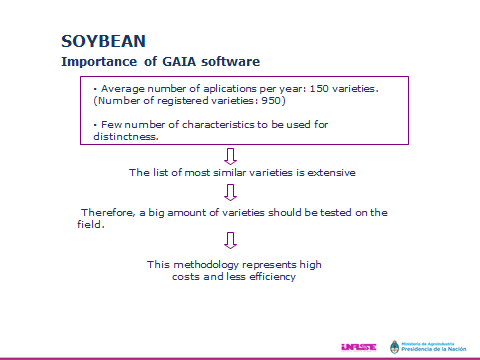 SOYBEAN
Importance of GAIA software
• Average number of aplications per year: 150 varieties.
(Number of registered varieties: 950)
• Few number of characteristics to be used for
distinctness.
The list of most similar varieties is extensive
Therefore, a big amount of varieties should be tested on the
field.
This methodology represents high
costs and less efficiency
INASE
Ministerio de Agroindustria
Presidencia de la Nación